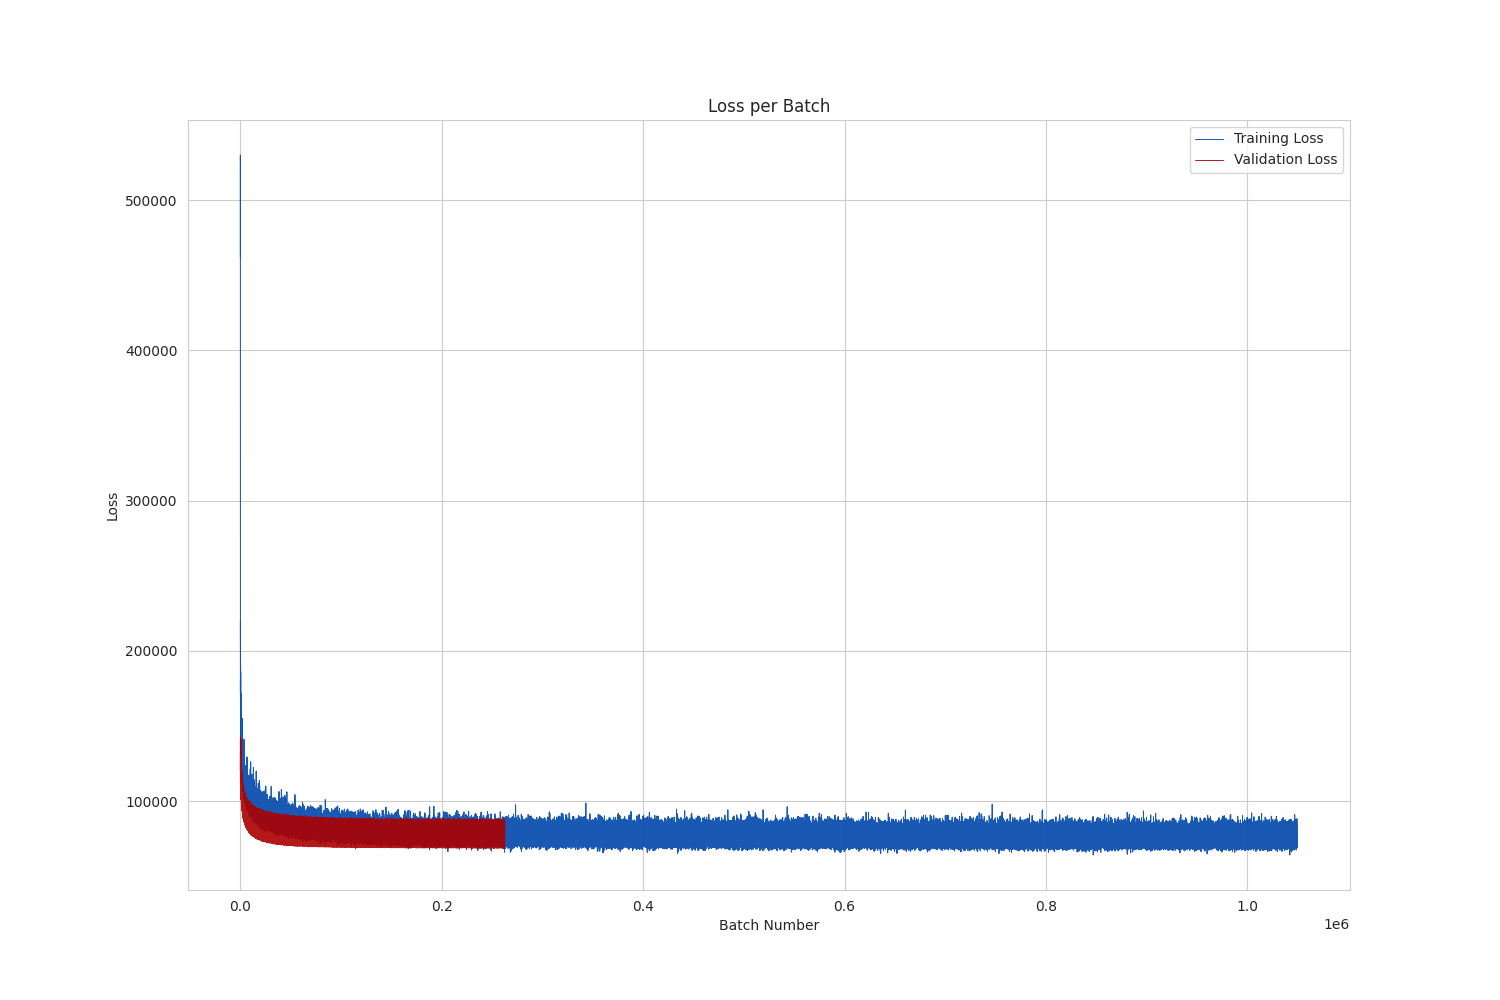 Loss per Batch
Training Loss
Validation Loss
500000
400000
300000
200000
100000
Loss
0.0 0.2 0.4 0.6 0.8 1.0
1e6
Batch Number